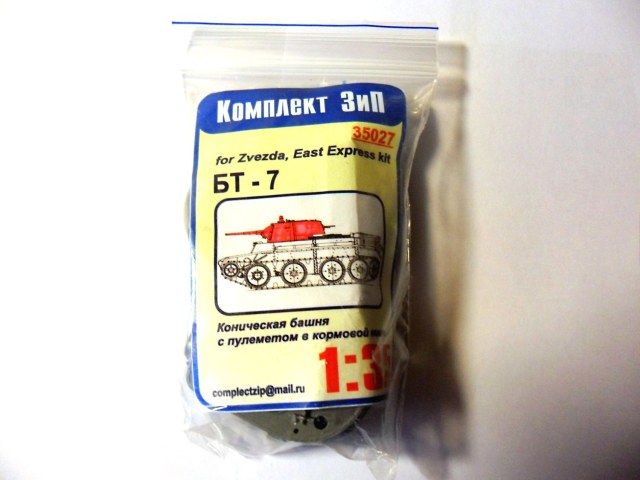 Комплект ЗиП
35027
for Zvezda, East Express kit
БТ - 7
Коническая башня
с пулеметом в кормовой
1:3
complectzip@mail.ru